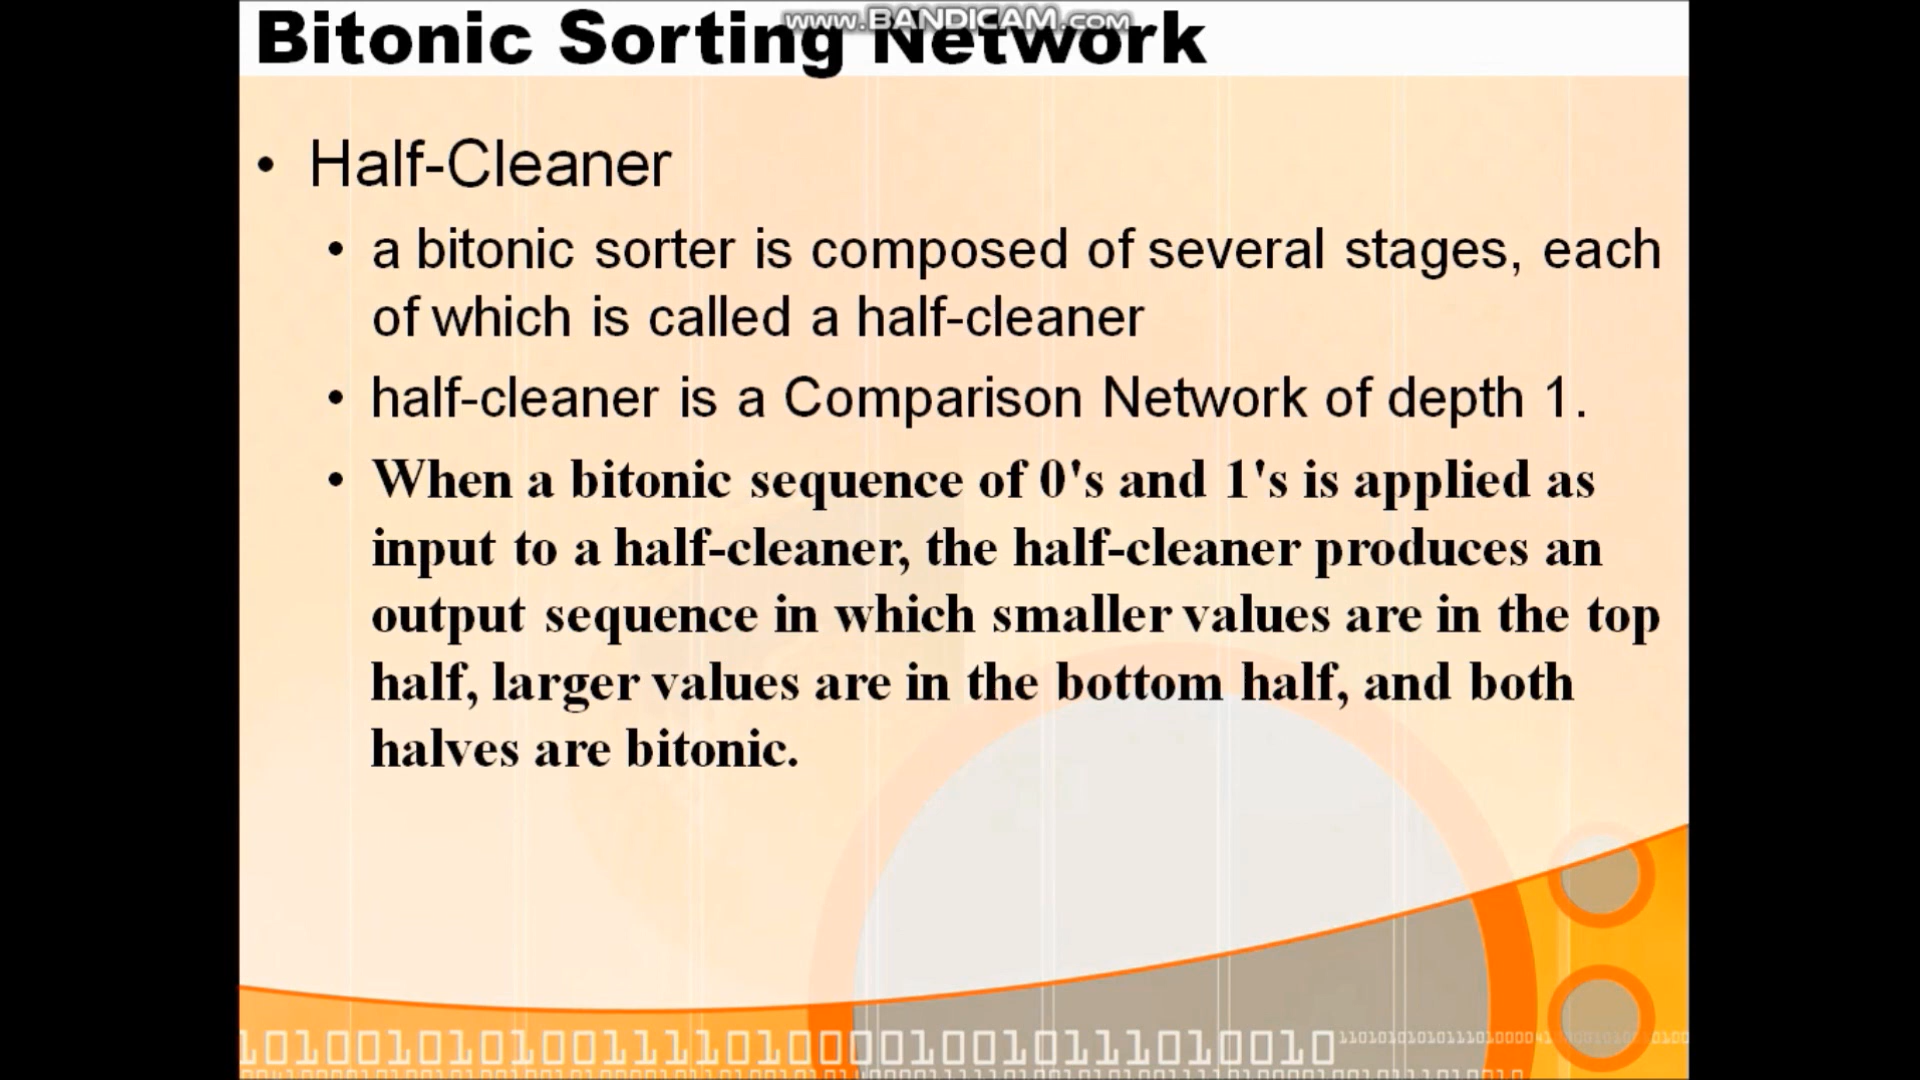 www.BANDICAM.com
Bitonic Sorting Network
• Half-Cleaner
• a bitonic sorter is composed of several stages, each
of which is called a half-cleaner
• half-cleaner is a Comparison Network of depth 1.
• When a bitonic sequence of 0's and 1's is applied as
input to a half-cleaner, the half-cleaner produces an
output sequence in which smaller values are in the top
half, larger values are in the bottom half, and both
halves are bitonic.